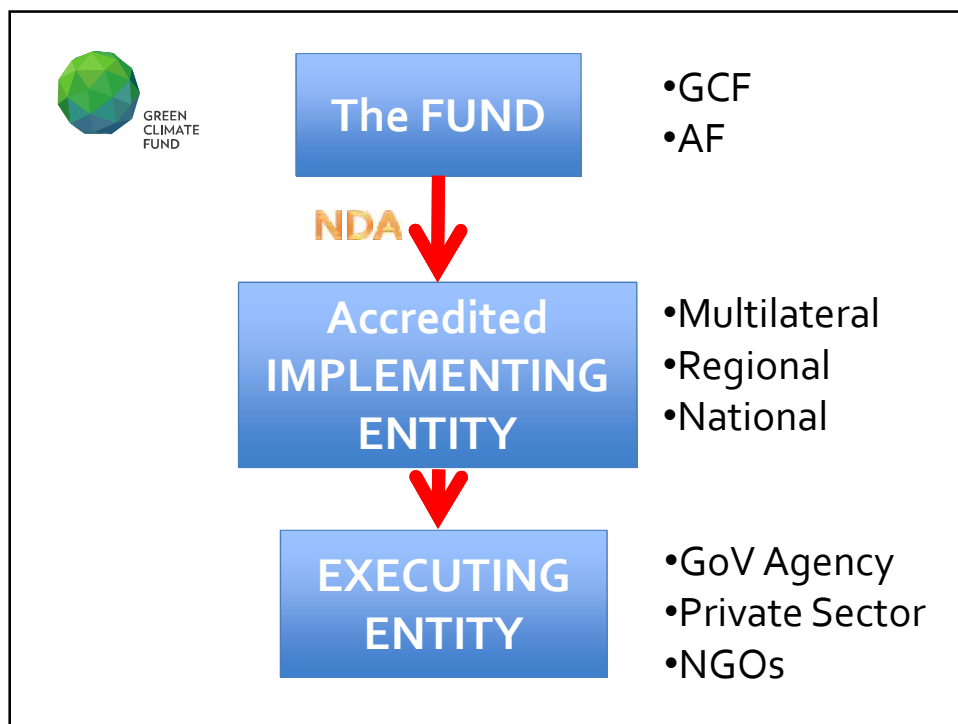 GREEN
CLIMATE
FUND
The FUND
•GCF
•AF
NDA
Accredited
IMPLEMENTING
ENTITY
•Multilateral
•Regional
•National
EXECUTING
ENTITY
•GoV Agency
•Private Sector
•NGOs